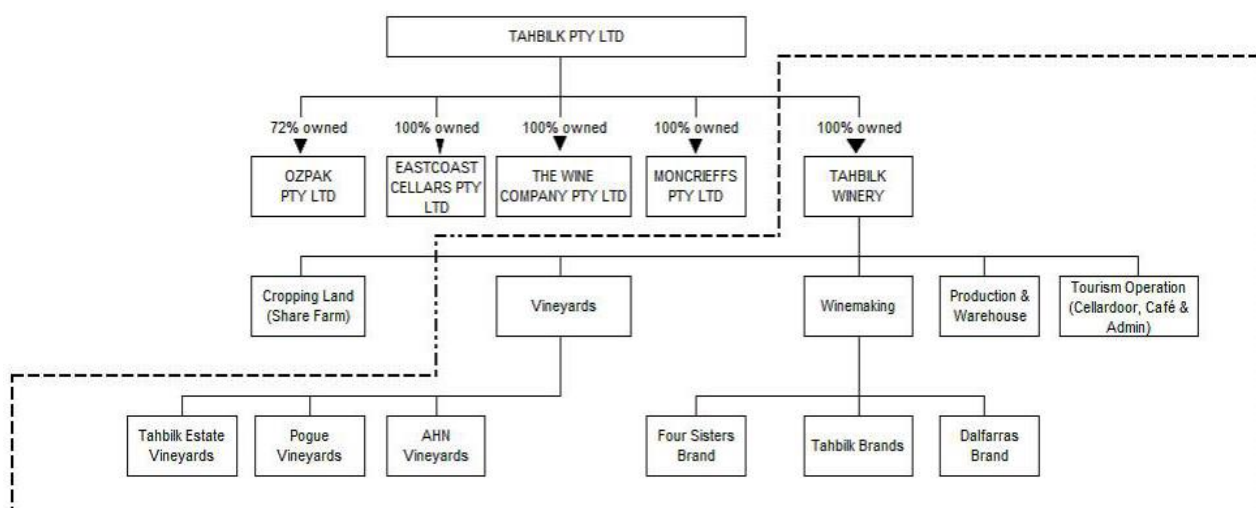 TAHBILK PTY LTD
72% owned
100% owned
100% owned
100% owned
100% owned
OZPAK
PTY LTD
EASTCOAST
CELLARS PTY
LTD
THE WINE
COMPANY PTY LTD
MONCRIEFFS
PTY LTD
TAHBILK
WINERY
Cropping Land
(Share Farm)
Vineyards
Winemaking
Production &
Warehouse
Tourism Operation
(Cellardoor, Café &
Admin)
Tahbilk Estate
Vineyards
Pogue
Vineyards
AHN
Vineyards
Four Sisters
Brand
Tahbilk Brands
Dalfarras
Brand